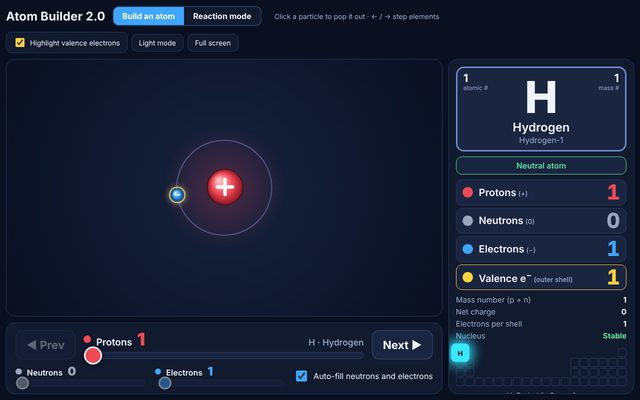 Atom Builder 2.0
Build an atom
Reaction mode
Click a particle to pop it out · ← / → step elements
Highlight valence electrons
Light mode
Full screen
1
atomic #
1
mass #
H
Hydrogen
Hydrogen-1
Neutral atom
Protons (+) 1
Neutrons (0) 0
Electrons (−) 1
Valence e⁻ (outer shell) 1
Mass number (p + n) 1
Net charge 0
Electrons per shell 1
Nucleus Stable
H
◀ Prev
Protons 1
H · Hydrogen
Next ▶
Neutrons 0
Electrons 1
Auto-fill neutrons and electrons